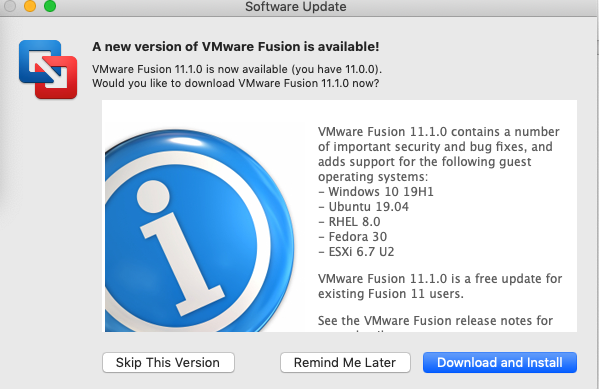 Software Update
A new version of VMware Fusion is available!
VMware Fusion 11.1.0 is now available (you have 11.0.0).
Would you like to download VMware Fusion 11.1.0 now?
VMware Fusion 11.1.0 contains a number
of important security and bug fixes, and
adds support for the following guest
operating systems:
- Windows 10 19H1
- Ubuntu 19.04
- RHEL 8.0
- Fedora 30
- ESXi 6.7 U2
VMware Fusion 11.1.0 is a free update for
existing Fusion 11 users.
See the VMware Fusion release notes for
Skip This Version
Remind Me Later
Download and Install